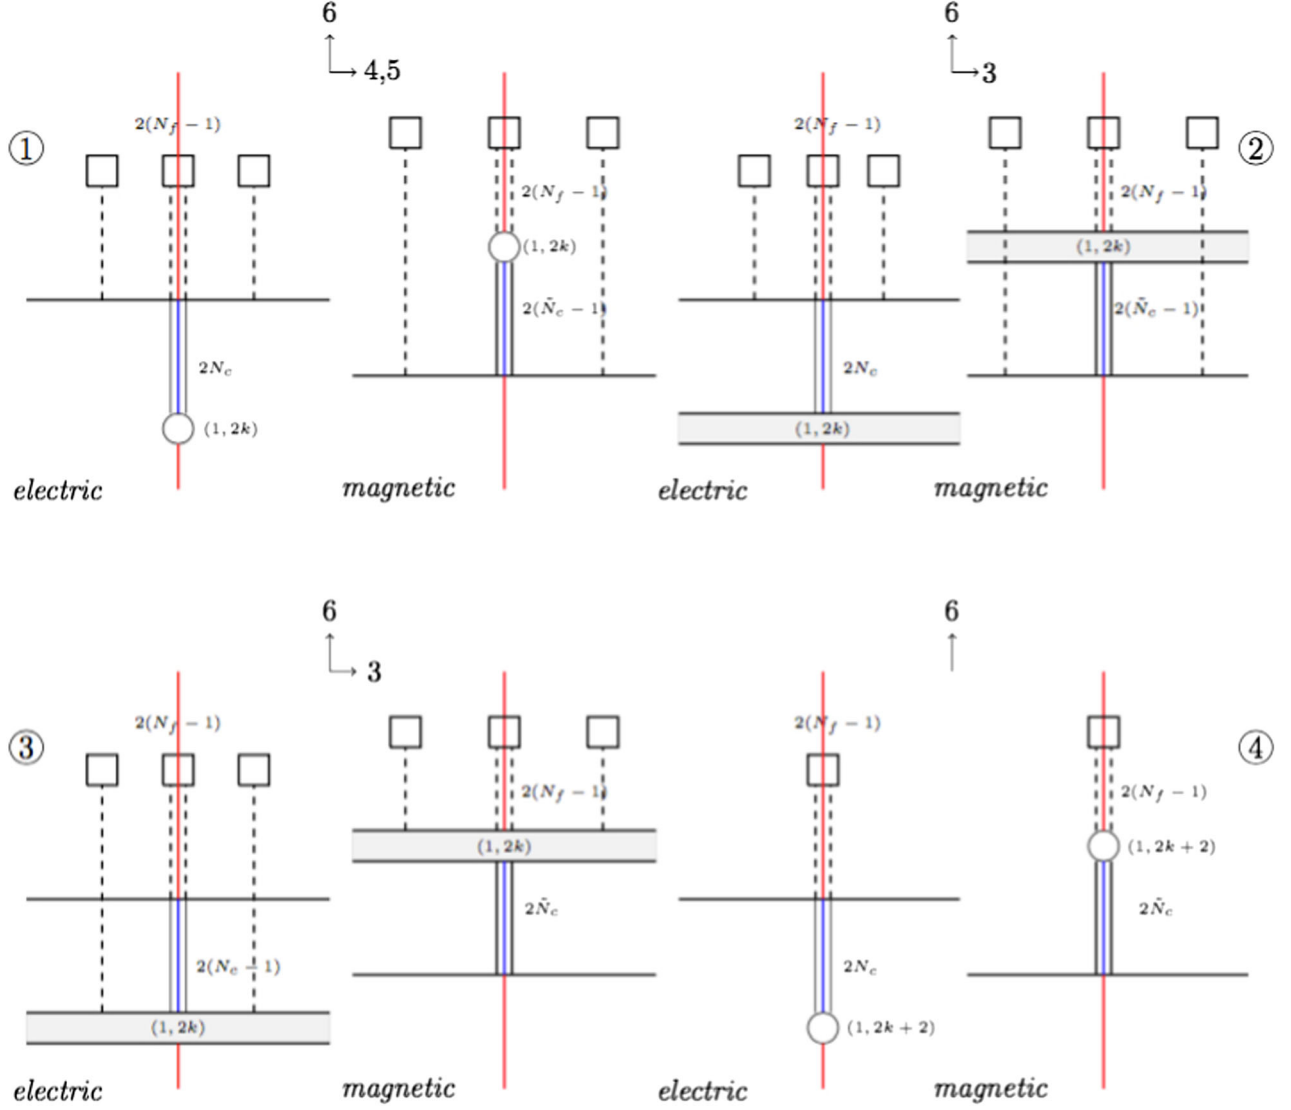 6
6
4,5
3
①
2(N_f − 1)
2(N_f − 1)
②
2(N_f − 1)
2(N_f − 1)
(1, 2k)
(1, 2k)
2(Ñ_c − 1)
2(Ñ_c − 1)
2N_c
2N_c
(1, 2k)
(1, 2k)
electric
magnetic
electric
magnetic
6
6
3
③
2(N_f − 1)
2(N_f − 1)
④
2(N_f − 1)
2(N_f − 1)
(1, 2k)
(1, 2k + 2)
2Ñ_c
2Ñ_c
2(N_c − 1)
2N_c
(1, 2k)
(1, 2k + 2)
electric
magnetic
electric
magnetic